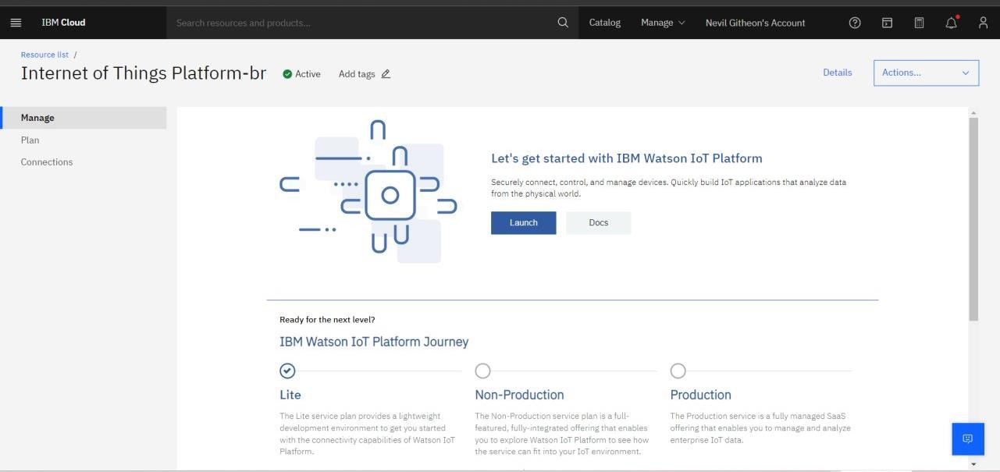 IBM Cloud
Search resources and products...
Catalog
Manage
Nevil Githeon's Account
Resource list /
Internet of Things Platform-br
Active
Add tags
Details
Actions...
Manage
Plan
Connections
Let's get started with IBM Watson IoT Platform
Securely connect, control, and manage devices. Quickly build IoT applications that analyze data
from the physical world.
Launch
Docs
Ready for the next level?
IBM Watson IoT Platform Journey
Lite
The Lite service plan provides a lightweight
development environment to get you started
with the connectivity capabilities of Watson IoT
Platform.
Non-Production
The Non-Production service plan is a full-
featured, fully-integrated offering that enables
you to explore Watson IoT Platform to see how
the service can fit into your IoT environment.
Production
The Production service is a fully managed SaaS
offering that enables you to manage and analyze
enterprise IoT data.